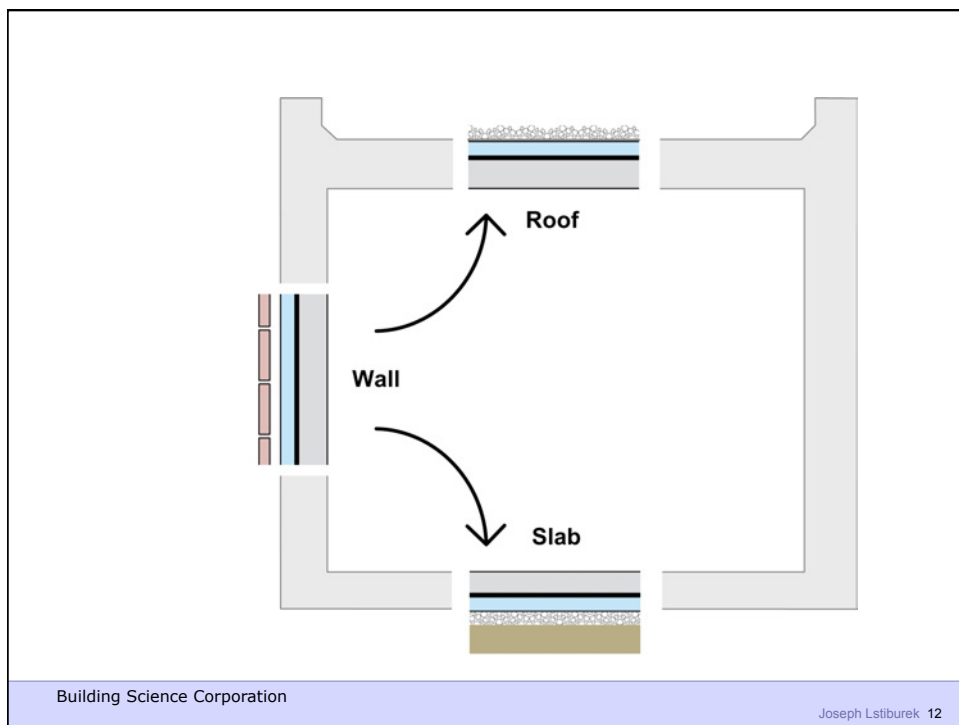 Roof
Wall
Slab
Building Science Corporation
Joseph Lstiburek 12